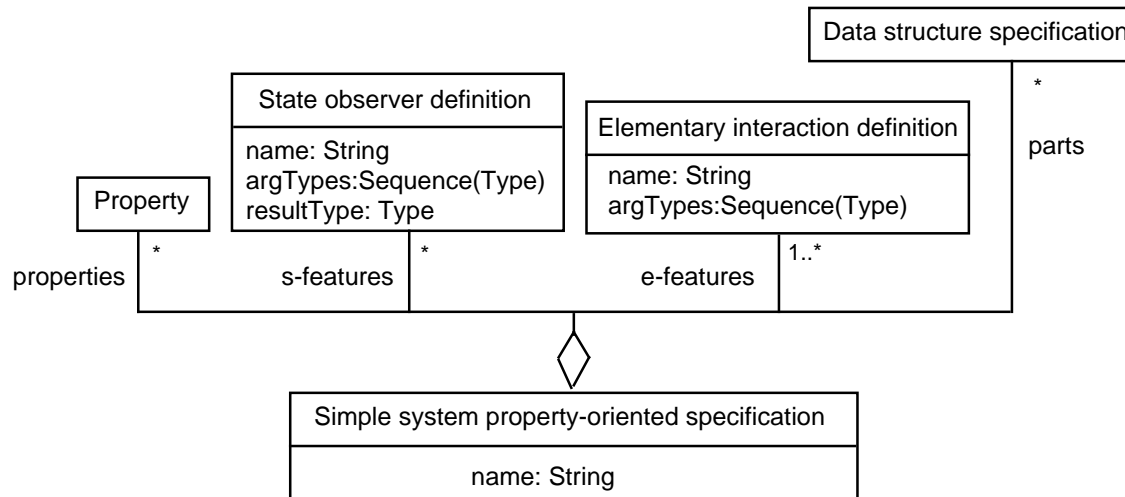 Data structure specification
*
parts
State observer definition
name: String
argTypes:Sequence(Type)
resultType: Type
*
s-features
Elementary interaction definition
name: String
argTypes:Sequence(Type)
1..*
e-features
Property
*
properties
Simple system property-oriented specification
name: String